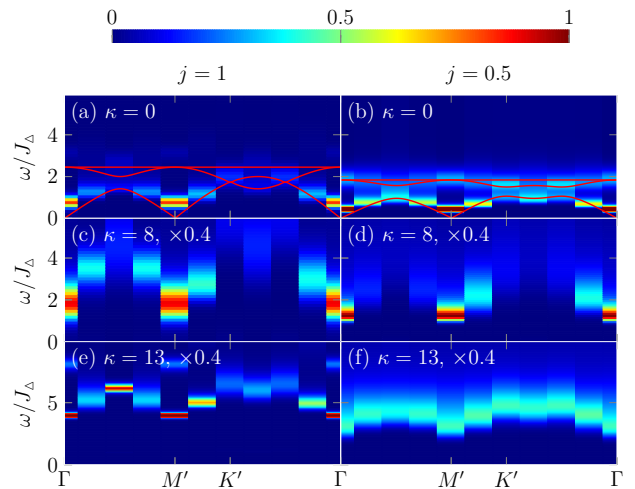 0 0.5 1
j = 1 j = 0.5
(a) κ = 0 (b) κ = 0
ω/J△
4
2
0
(c) κ = 8, ×0.4 (d) κ = 8, ×0.4
ω/J△
4
2
0
(e) κ = 13, ×0.4 (f) κ = 13, ×0.4
ω/J△
5
0
Γ M′ K′ Γ M′ K′ Γ